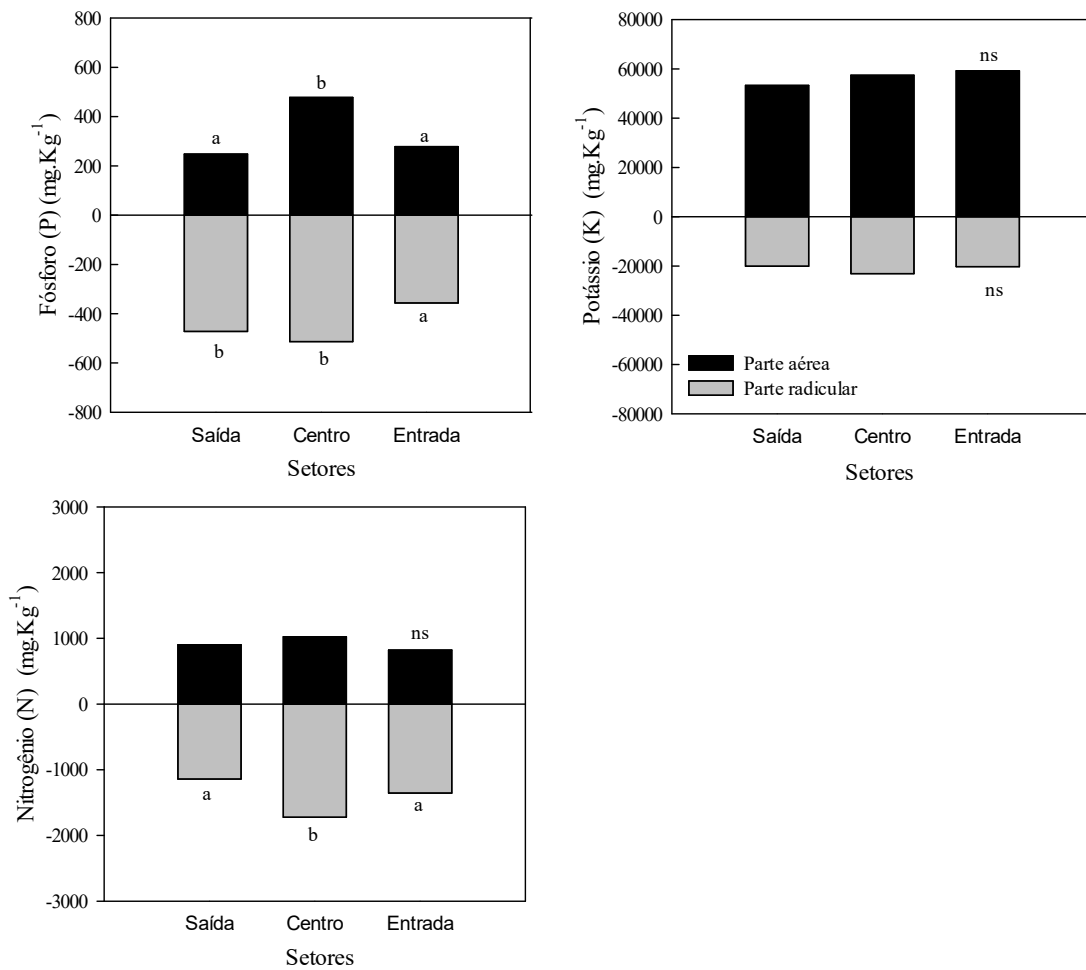 Fósforo (P) (mg.Kg-1)
800
600
400
200
0
-200
-400
-600
-800
a
b
a
b
b
a
Saída
Centro
Entrada
Setores
Potássio (K) (mg.Kg-1)
80000
60000
40000
20000
0
-20000
-40000
-60000
-80000
ns
ns
Parte aérea
Parte radicular
Saída
Centro
Entrada
Setores
Nitrogênio (N) (mg.Kg-1)
3000
2000
1000
0
-1000
-2000
-3000
ns
a
b
a
Saída
Centro
Entrada
Setores